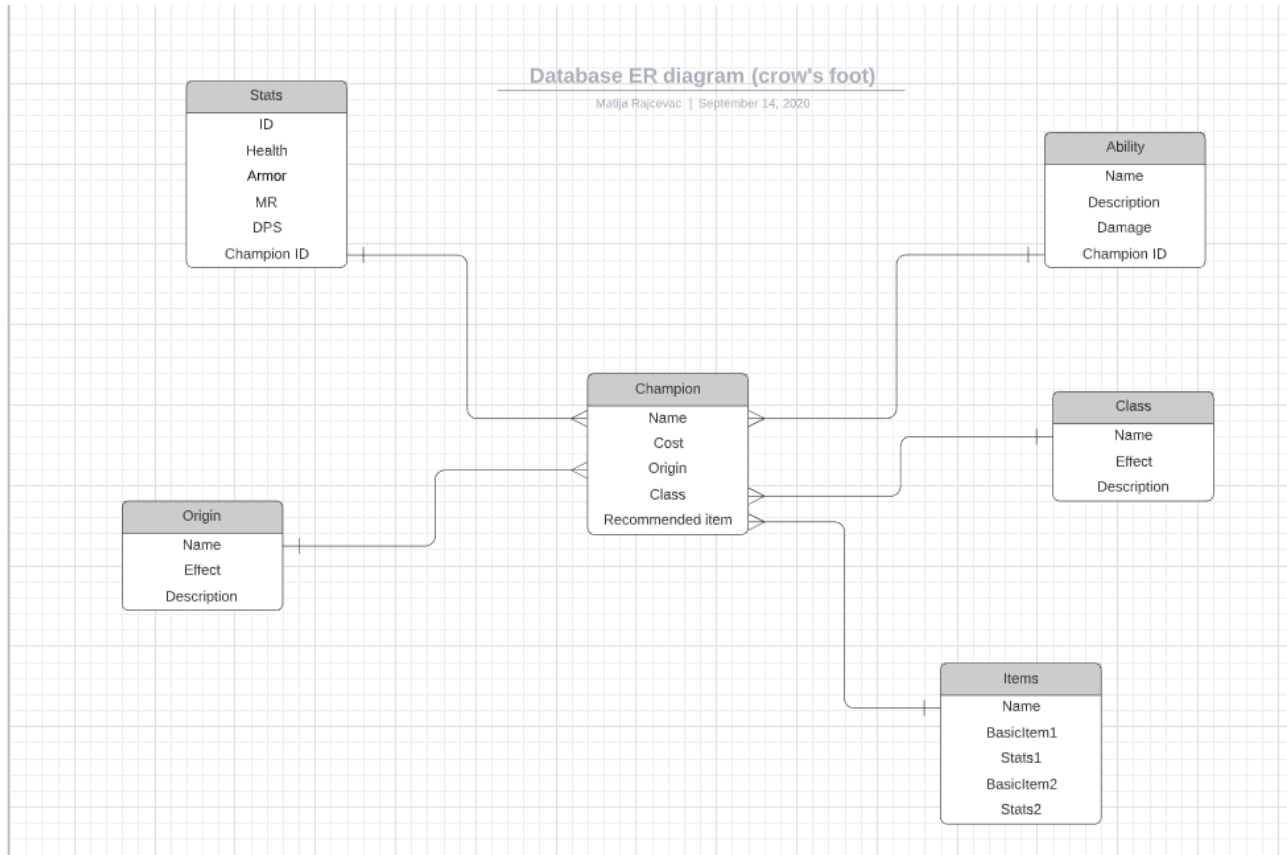 Database ER diagram (crow's foot)
Matija Rajcevac | September 14, 2020
Stats
ID
Health
Armor
MR
DPS
Champion ID
Ability
Name
Description
Damage
Champion ID
Champion
Name
Cost
Origin
Class
Recommended item
Class
Name
Effect
Description
Origin
Name
Effect
Description
Items
Name
BasicItem1
Stats1
BasicItem2
Stats2